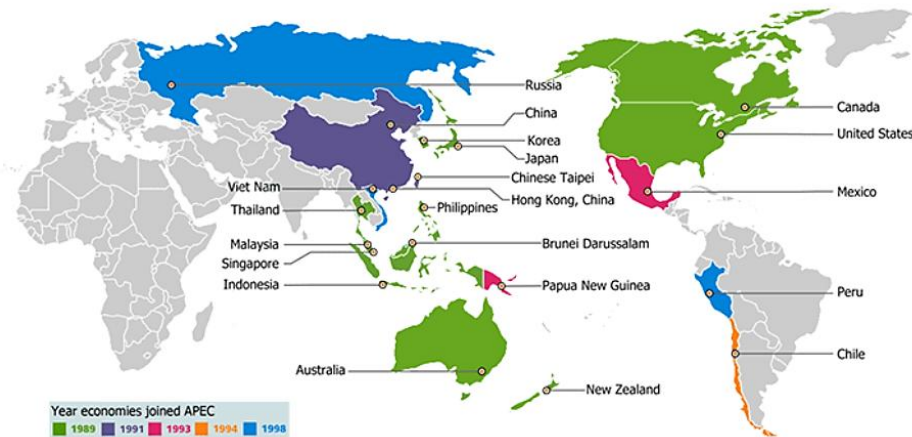 Russia
China
Canada
Korea
United States
Japan
Chinese Taipei
Viet Nam
Hong Kong, China
Mexico
Thailand
Philippines
Malaysia
Brunei Darussalam
Singapore
Indonesia
Papua New Guinea
Peru
Chile
Australia
New Zealand
Year economies joined APEC
1989 1991 1993 1994 1998